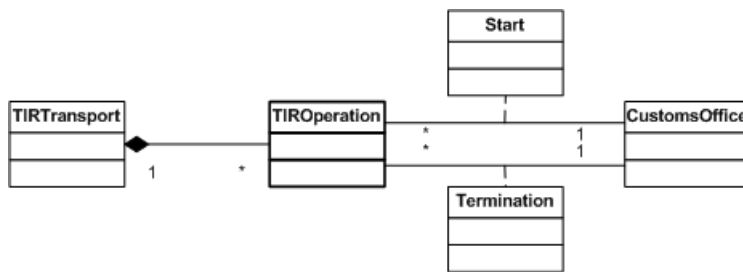 Start
TIRTransport
TIROperation
CustomsOffice
* 1
* 1
1 *
Termination